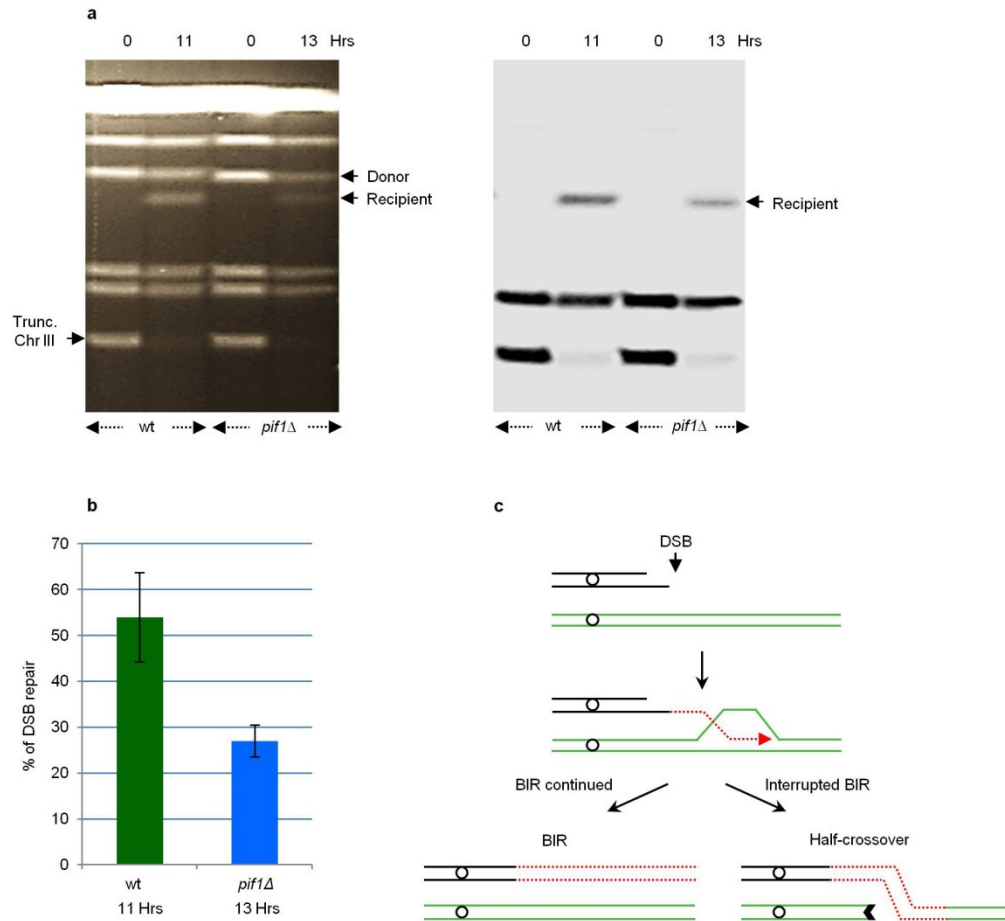 a
0 11 0 13 Hrs
0 11 0 13 Hrs
Donor
Recipient
Recipient
Trunc.
Chr III
wt pif1Δ
wt pif1Δ
b
70
60
50
40
30
20
10
0
% of DSB repair
wt pif1Δ
11 Hrs 13 Hrs
c
DSB
BIR continued Interrupted BIR
BIR Half-crossover